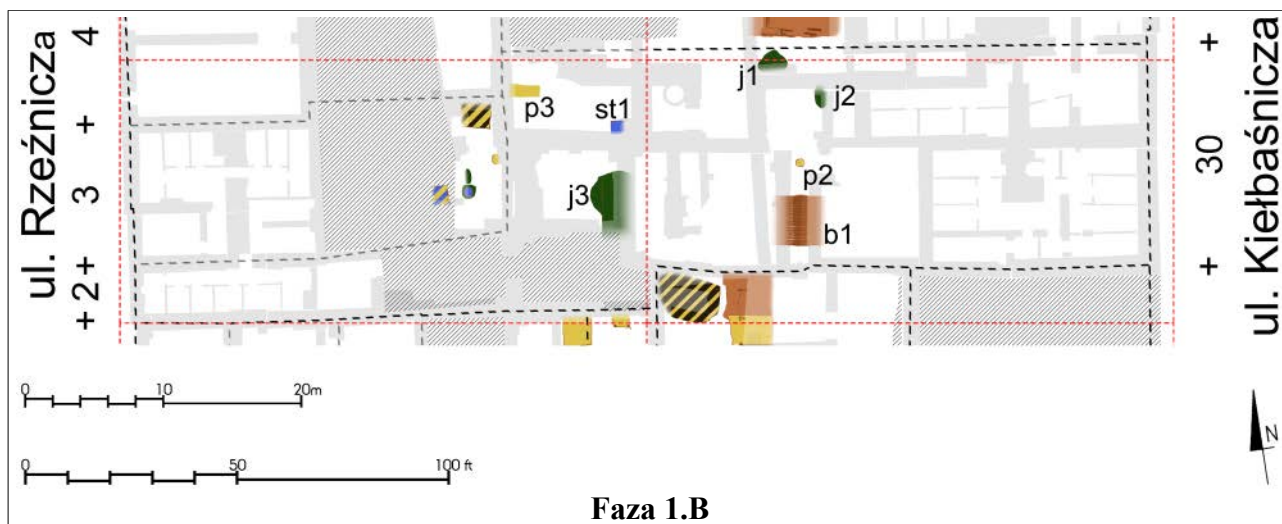 ul. Rzeźnicza
4
+
3
+
2
+
p3
st1
j3
j1
j2
p2
b1
+
30
+
ul. Kiełbaśnicza
0 10 20m
0 50 100 ft
N
Faza 1.B